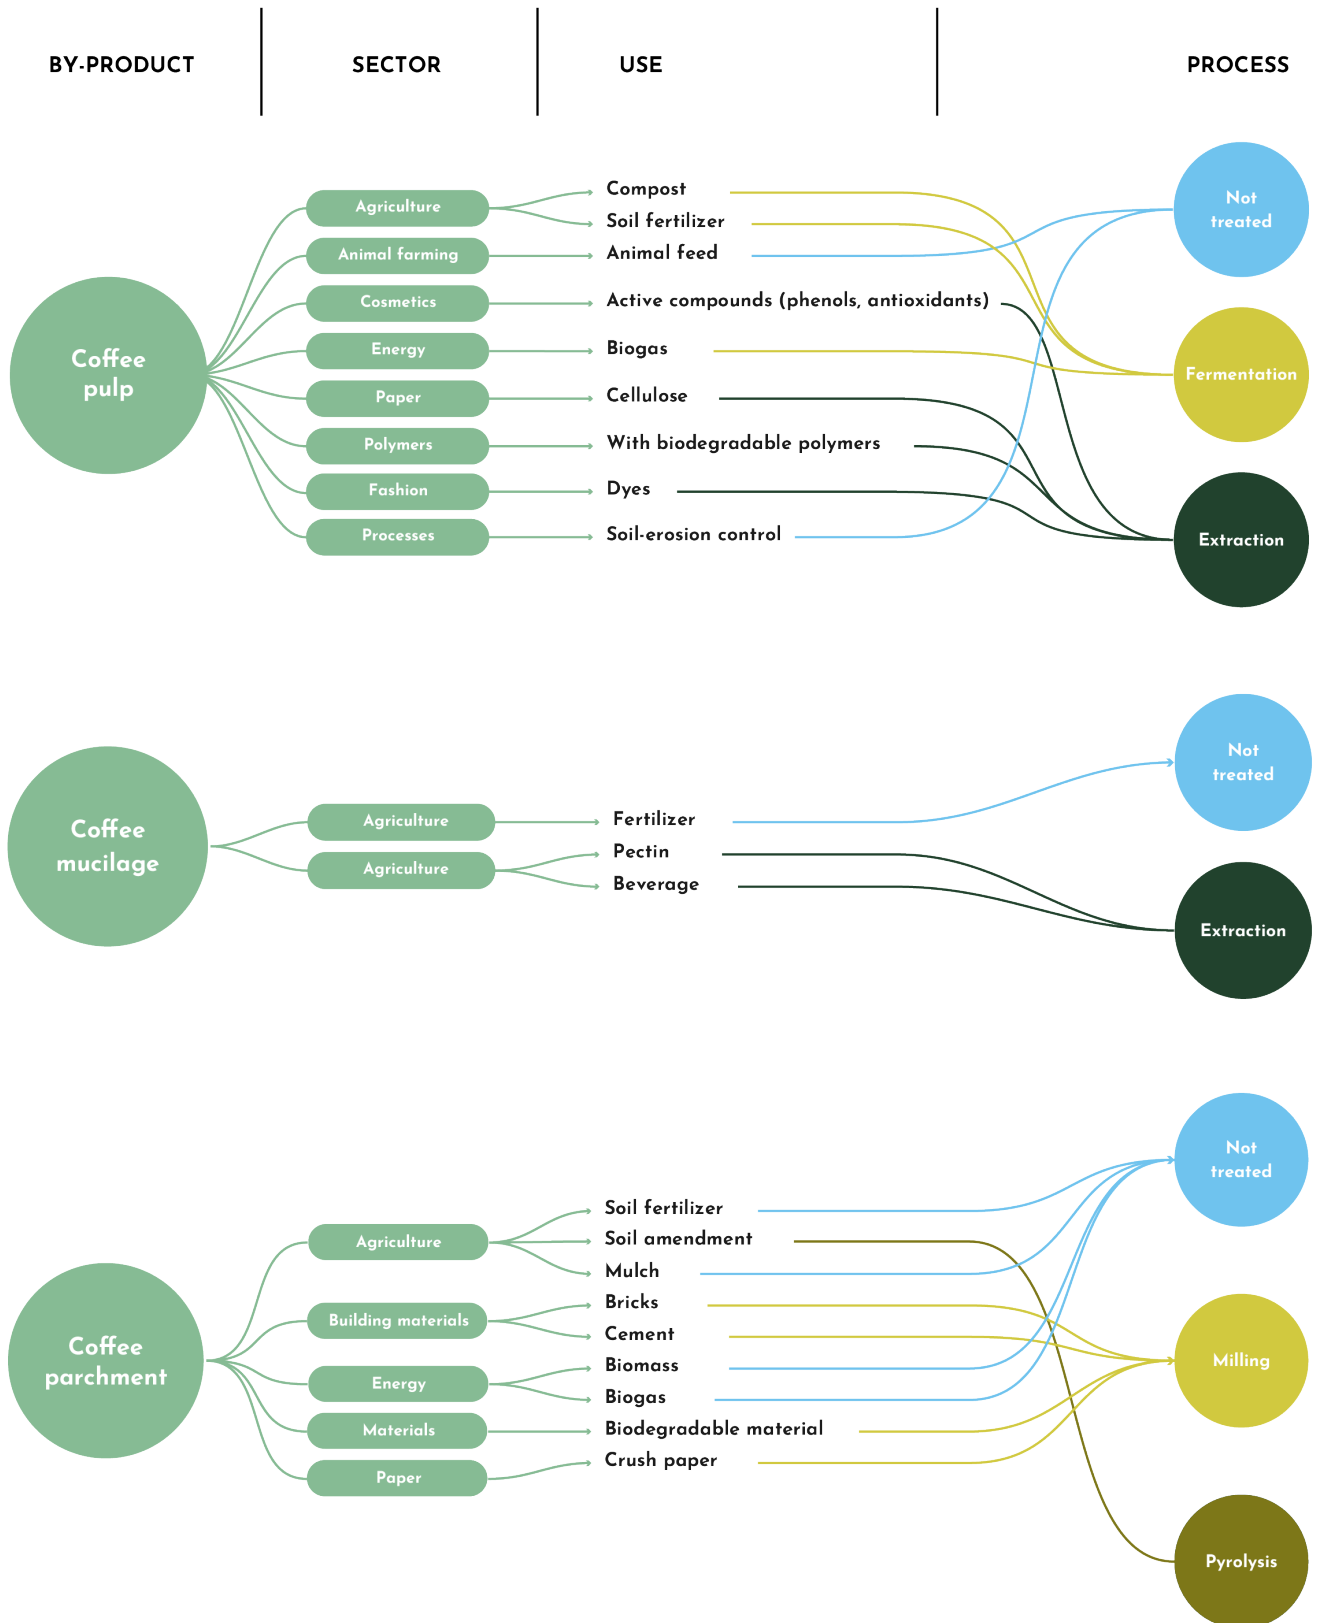 BY-PRODUCT
SECTOR
USE
PROCESS
Coffee
pulp
Agriculture
Animal farming
Cosmetics
Energy
Paper
Polymers
Fashion
Processes
Compost
Soil fertilizer
Animal feed
Active compounds (phenols, antioxidants)
Biogas
Cellulose
With biodegradable polymers
Dyes
Soil-erosion control
Not
treated
Fermentation
Extraction
Coffee
mucilage
Agriculture
Agriculture
Fertilizer
Pectin
Beverage
Not
treated
Extraction
Coffee
parchment
Agriculture
Building materials
Energy
Materials
Paper
Soil fertilizer
Soil amendment
Mulch
Bricks
Cement
Biomass
Biogas
Biodegradable material
Crush paper
Not
treated
Milling
Pyrolysis